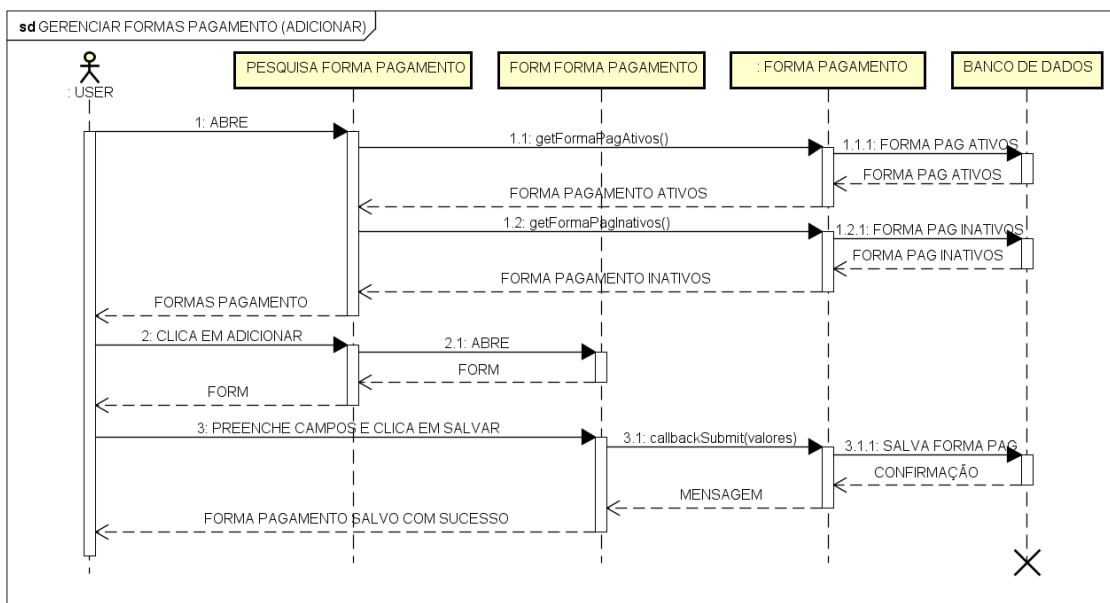 sd GERENCIAR FORMAS PAGAMENTO (ADICIONAR)
: USER
PESQUISA FORMA PAGAMENTO
FORM FORMA PAGAMENTO
: FORMA PAGAMENTO
BANCO DE DADOS
1: ABRE
1.1: getFormaPagAtivos()
1.1.1: FORMA PAG ATIVOS
FORMA PAG ATIVOS
FORMA PAGAMENTO ATIVOS
1.2: getFormaPagInativos()
1.2.1: FORMA PAG INATIVOS
FORMA PAG INATIVOS
FORMA PAGAMENTO INATIVOS
FORMAS PAGAMENTO
2: CLICA EM ADICIONAR
2.1: ABRE
FORM
FORM
3: PREENCHE CAMPOS E CLICA EM SALVAR
3.1: callbackSubmit(valores)
3.1.1: SALVA FORMA PAG
CONFIRMAÇÃO
MENSAGEM
FORMA PAGAMENTO SALVO COM SUCESSO